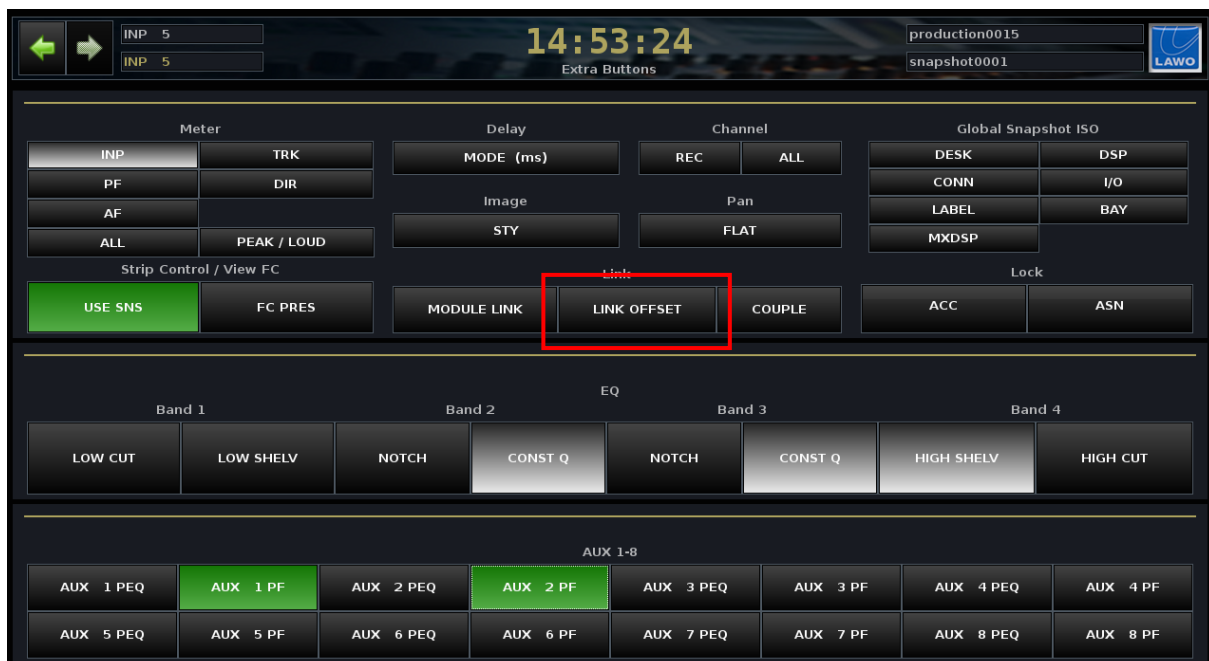 INP 5
14:53:24
production0015
INP 5
Extra Buttons
snapshot0001
LAWO
Meter
Delay
Channel
Global Snapshot ISO
INP
TRK
MODE (ms)
REC
ALL
DESK
DSP
PF
DIR
CONN
I/O
Image
Pan
AF
LABEL
BAY
STY
FLAT
ALL
PEAK / LOUD
MXDSP
Strip Control / View FC
Link
Lock
USE SNS
FC PRES
MODULE LINK
LINK OFFSET
COUPLE
ACC
ASN
EQ
Band 1
Band 2
Band 3
Band 4
LOW CUT
LOW SHELV
NOTCH
CONST Q
NOTCH
CONST Q
HIGH SHELV
HIGH CUT
AUX 1-8
AUX 1 PEQ
AUX 1 PF
AUX 2 PEQ
AUX 2 PF
AUX 3 PEQ
AUX 3 PF
AUX 4 PEQ
AUX 4 PF
AUX 5 PEQ
AUX 5 PF
AUX 6 PEQ
AUX 6 PF
AUX 7 PEQ
AUX 7 PF
AUX 8 PEQ
AUX 8 PF